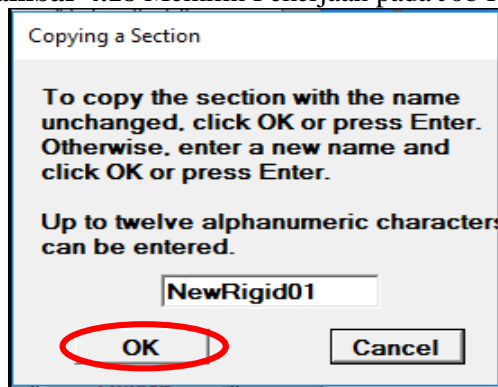 Copying a Section
To copy the section with the name
unchanged, click OK or press Enter.
Otherwise, enter a new name and
click OK or press Enter.
Up to twelve alphanumeric characters
can be entered.
NewRigid01
OK
Cancel